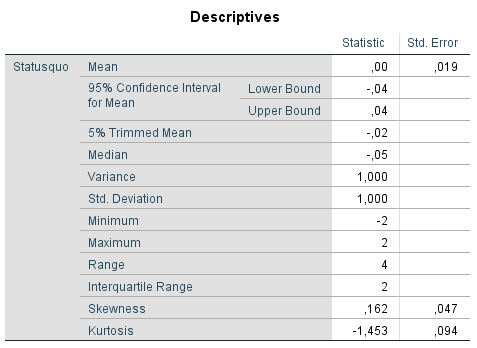 Descriptives
Statistic Std. Error
Statusquo Mean ,00 ,019
95% Confidence Interval for Mean Lower Bound -,04
Upper Bound ,04
5% Trimmed Mean -,02
Median -,05
Variance 1,000
Std. Deviation 1,000
Minimum -2
Maximum 2
Range 4
Interquartile Range 2
Skewness ,162 ,047
Kurtosis -1,453 ,094